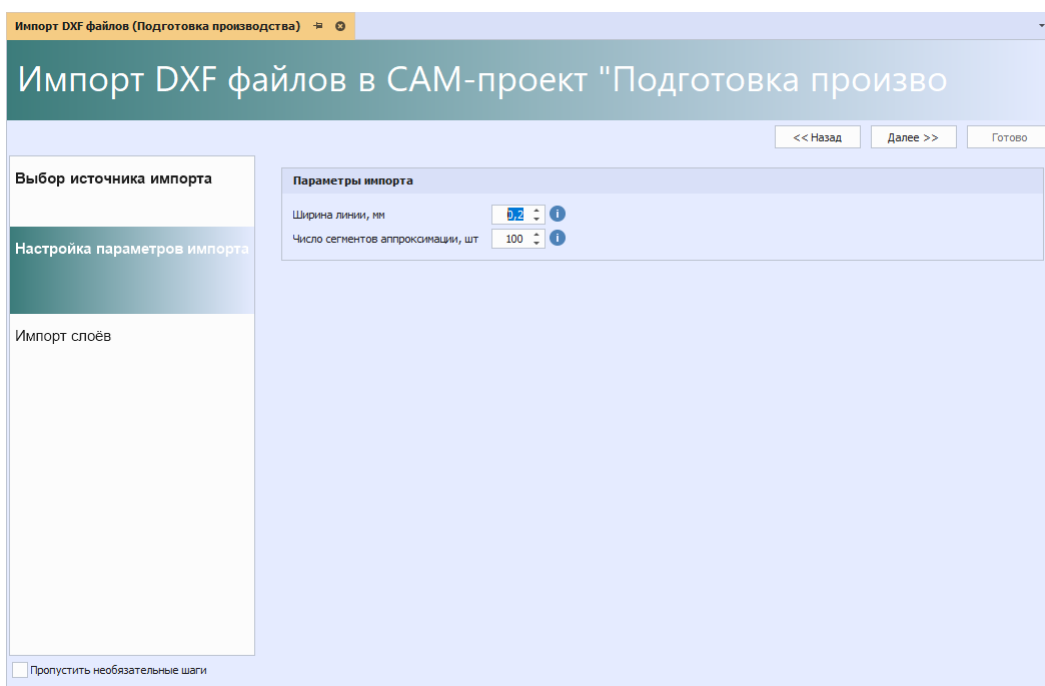 Импорт DXF файлов (Подготовка производства)
Импорт DXF файлов в CAM-проект "Подготовка произво
<< Назад
Далее >>
Готово
Выбор источника импорта
Настройка параметров импорта
Импорт слоёв
Параметры импорта
Ширина линии, мм 0,2
Число сегментов аппроксимации, шт 100
Пропустить необязательные шаги